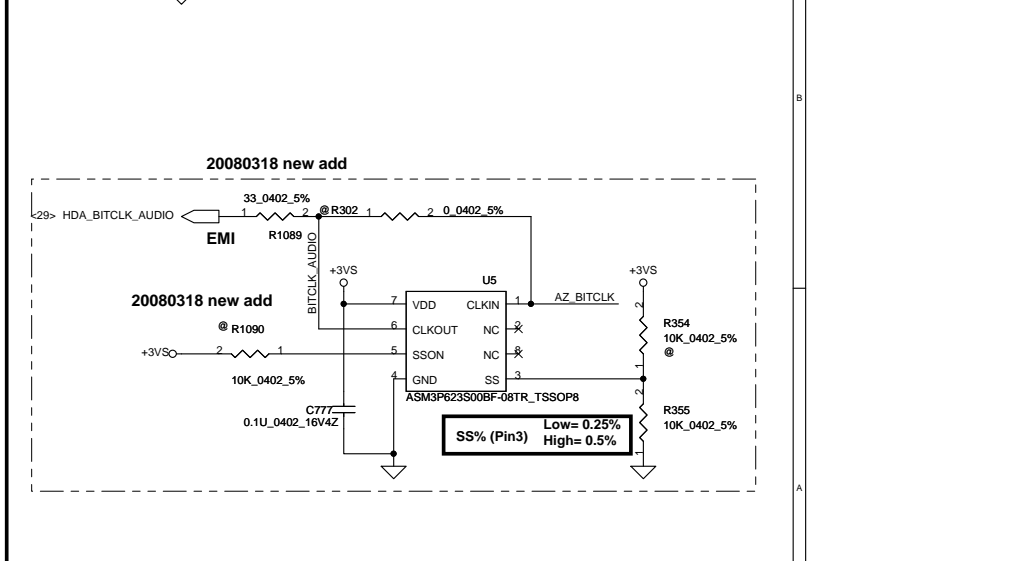 B
20080318 new add
33_0402_5%
<29> HDA_BITCLK_AUDIO
1
2
@ R302
1
2
0_0402_5%
EMI
R1089
BITCLK_AUDIO
+3VS
U5
+3VS
20080318 new add
7
VDD
CLKIN
1
AZ_BITCLK
2
@ R1090
6
CLKOUT
NC
2
R354
10K_0402_5%
@
+3VS
2
1
5
SSON
NC
8
1
10K_0402_5%
4
GND
SS
3
2
ASM3P623S00BF-08TR_TSSOP8
C777
0.1U_0402_16V4Z
R355
10K_0402_5%
SS% (Pin3)
Low= 0.25%
High= 0.5%
1
A